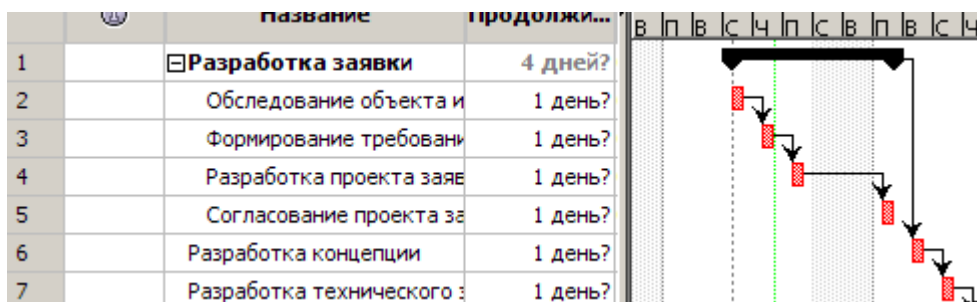 Название Продолжи... В П В С Ч П С В П В С Ч
1 Разработка заявки 4 дней?
2 Обследование объекта и 1 день?
3 Формирование требовани 1 день?
4 Разработка проекта заяв 1 день?
5 Согласование проекта за 1 день?
6 Разработка концепции 1 день?
7 Разработка технического з 1 день?